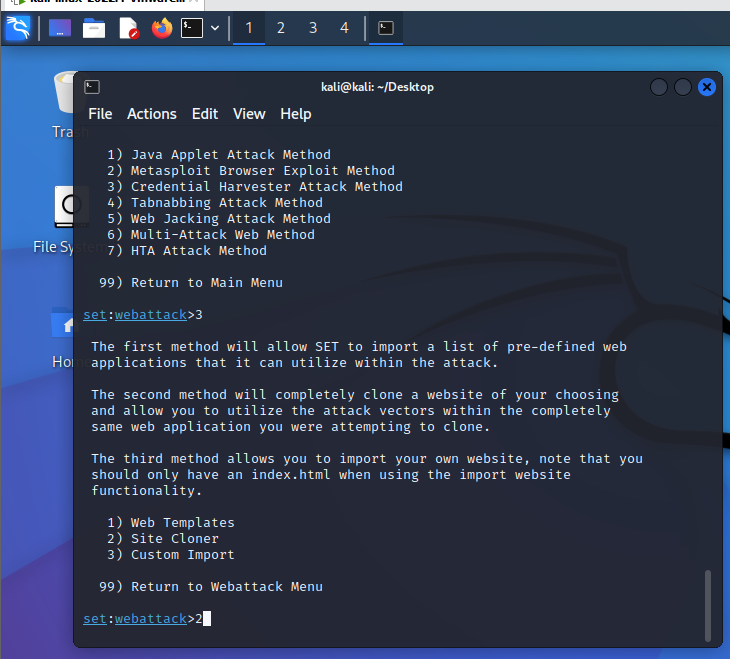 1 2 3 4
kali@kali: ~/Desktop
File Actions Edit View Help
1) Java Applet Attack Method
2) Metasploit Browser Exploit Method
3) Credential Harvester Attack Method
4) Tabnabbing Attack Method
5) Web Jacking Attack Method
6) Multi-Attack Web Method
7) HTA Attack Method
99) Return to Main Menu
set:webattack>3
The first method will allow SET to import a list of pre-defined web
applications that it can utilize within the attack.
The second method will completely clone a website of your choosing
and allow you to utilize the attack vectors within the completely
same web application you were attempting to clone.
The third method allows you to import your own website, note that you
should only have an index.html when using the import website
functionality.
1) Web Templates
2) Site Cloner
3) Custom Import
99) Return to Webattack Menu
set:webattack>2
Tra
File System
Hom